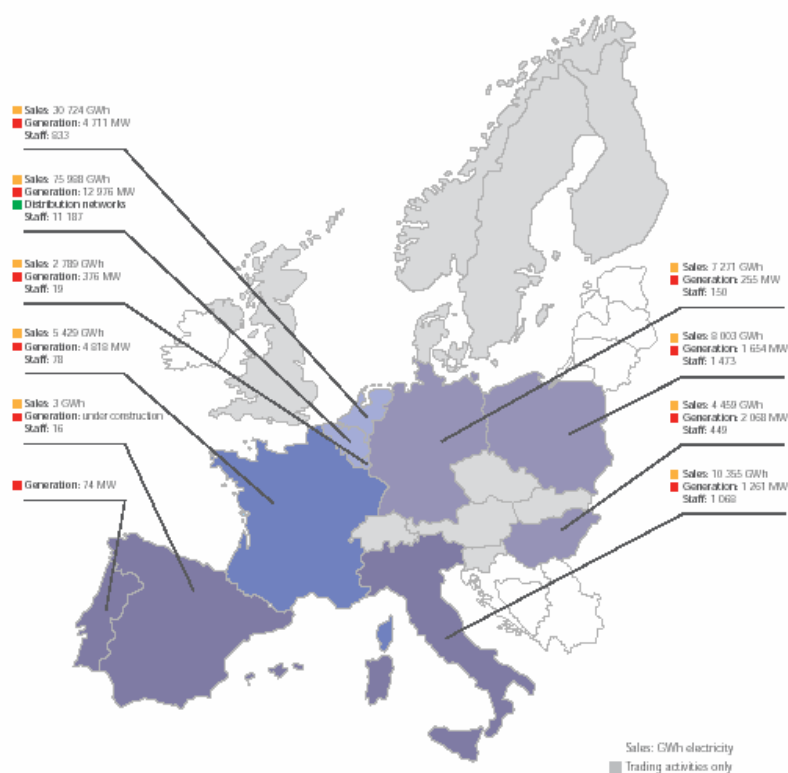 Sales: 30 724 GWh
Generation: 4 711 MW
Staff: 833
Sales: 75 988 GWh
Generation: 12 976 MW
Distribution networks
Staff: 11 187
Sales: 2 789 GWh
Generation: 376 MW
Staff: 19
Sales: 5 429 GWh
Generation: 4 818 MW
Staff: 78
Sales: 3 GWh
Generation: under construction
Staff: 16
Generation: 74 MW
Sales: 7 271 GWh
Generation: 255 MW
Staff: 150
Sales: 8 003 GWh
Generation: 1 654 MW
Staff: 1 473
Sales: 4 459 GWh
Generation: 2 068 MW
Staff: 449
Sales: 10 355 GWh
Generation: 1 261 MW
Staff: 1 068
Sales: GWh electricity
Trading activities only